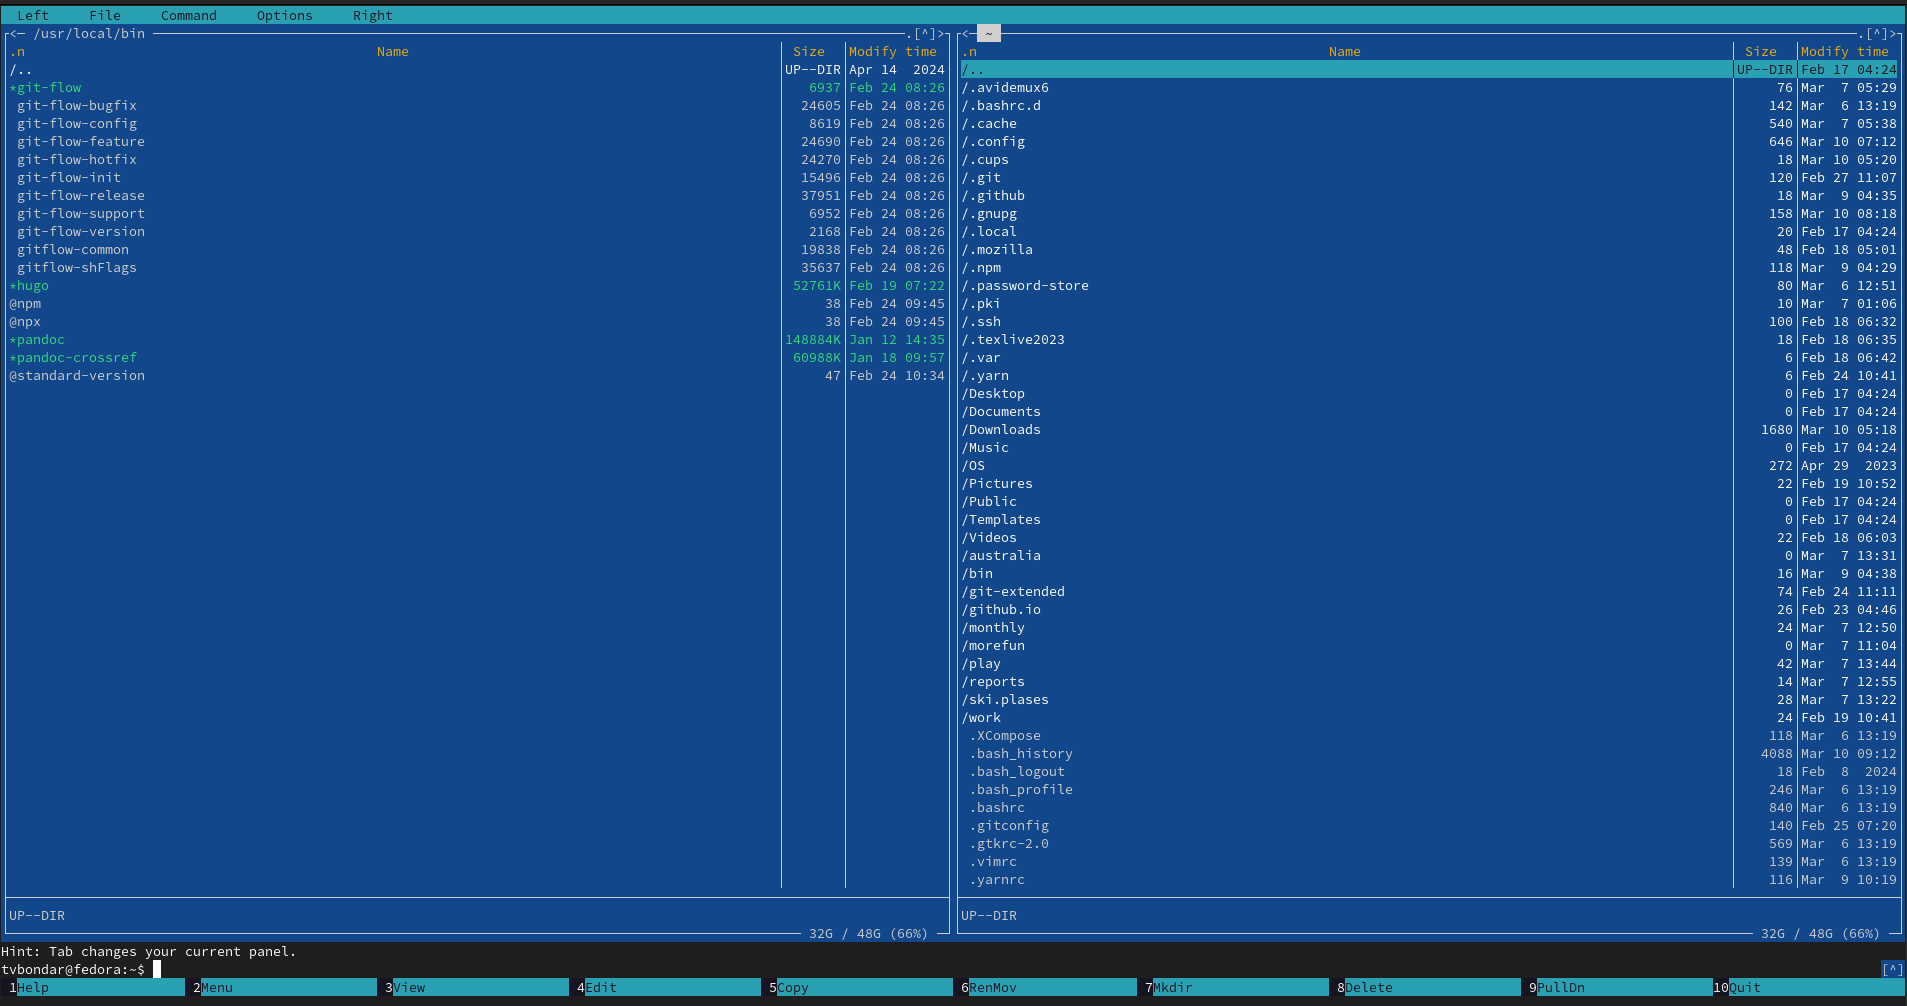 Left File Command Options Right
<─ /usr/local/bin .[^]>
.n Name Size Modify time
/.. UP--DIR Apr 14 2024
*git-flow 6937 Feb 24 08:26
git-flow-bugfix 24605 Feb 24 08:26
git-flow-config 8619 Feb 24 08:26
git-flow-feature 24690 Feb 24 08:26
git-flow-hotfix 24270 Feb 24 08:26
git-flow-init 15496 Feb 24 08:26
git-flow-release 37951 Feb 24 08:26
git-flow-support 6952 Feb 24 08:26
git-flow-version 2168 Feb 24 08:26
gitflow-common 19838 Feb 24 08:26
gitflow-shFlags 35637 Feb 24 08:26
*hugo 52761K Feb 19 07:22
@npm 38 Feb 24 09:45
@npx 38 Feb 24 09:45
*pandoc 148884K Jan 12 14:35
*pandoc-crossref 60988K Jan 18 09:57
@standard-version 47 Feb 24 10:34
UP--DIR
32G / 48G (66%)
<─ ~ .[^]>
.n Name Size Modify time
/.. UP--DIR Feb 17 04:24
/.avidemux6 76 Mar 7 05:29
/.bashrc.d 142 Mar 6 13:19
/.cache 540 Mar 7 05:38
/.config 646 Mar 10 07:12
/.cups 18 Mar 10 05:20
/.git 120 Feb 27 11:07
/.github 18 Mar 9 04:35
/.gnupg 158 Mar 10 08:18
/.local 20 Feb 17 04:24
/.mozilla 48 Feb 18 05:01
/.npm 118 Mar 9 04:29
/.password-store 80 Mar 6 12:51
/.pki 10 Mar 7 01:06
/.ssh 100 Feb 18 06:32
/.texlive2023 18 Feb 18 06:35
/.var 6 Feb 18 06:42
/.yarn 6 Feb 24 10:41
/Desktop 0 Feb 17 04:24
/Documents 0 Feb 17 04:24
/Downloads 1680 Mar 10 05:18
/Music 0 Feb 17 04:24
/OS 272 Apr 29 2023
/Pictures 22 Feb 19 10:52
/Public 0 Feb 17 04:24
/Templates 0 Feb 17 04:24
/Videos 22 Feb 18 06:03
/australia 0 Mar 7 13:31
/bin 16 Mar 9 04:38
/git-extended 74 Feb 24 11:11
/github.io 26 Feb 23 04:46
/monthly 24 Mar 7 12:50
/morefun 0 Mar 7 11:04
/play 42 Mar 7 13:44
/reports 14 Mar 7 12:55
/ski.plases 28 Mar 7 13:22
/work 24 Feb 19 10:41
.XCompose 118 Mar 6 13:19
.bash_history 4088 Mar 10 09:12
.bash_logout 18 Feb 8 2024
.bash_profile 246 Mar 6 13:19
.bashrc 840 Mar 6 13:19
.gitconfig 140 Feb 25 07:20
.gtkrc-2.0 569 Mar 6 13:19
.vimrc 139 Mar 6 13:19
.yarnrc 116 Mar 9 10:19
UP--DIR
32G / 48G (66%)
Hint: Tab changes your current panel.
tvbondar@fedora:~$ [^]
1Help 2Menu 3View 4Edit 5Copy 6RenMov 7Mkdir 8Delete 9PullDn 10Quit